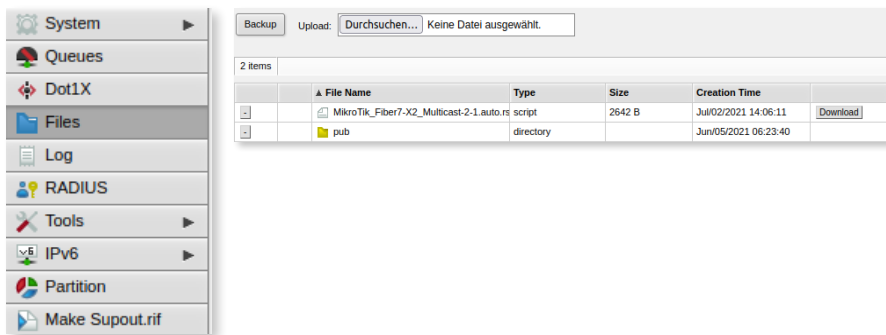 System
Queues
Dot1X
Files
Log
RADIUS
Tools
IPv6
Partition
Make Supout.rif
Backup Upload: Durchsuchen... Keine Datei ausgewählt.
2 items
▲ File Name Type Size Creation Time
- MikroTik_Fiber7-X2_Multicast-2-1.auto.rs script 2642 B Jul/02/2021 14:06:11 Download
- pub directory Jun/05/2021 06:23:40